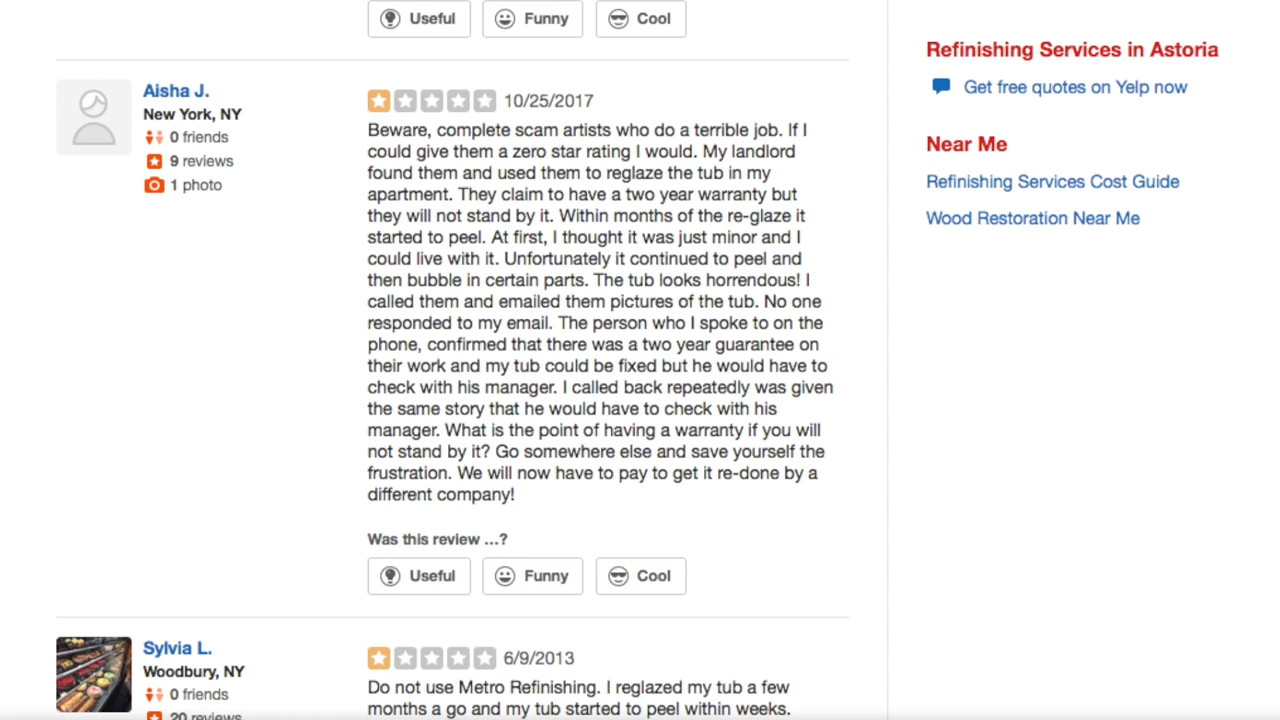 Useful
Funny
Cool
Aisha J.
New York, NY
0 friends
9 reviews
1 photo
10/25/2017
Beware, complete scam artists who do a terrible job. If I
could give them a zero star rating I would. My landlord
found them and used them to reglaze the tub in my
apartment. They claim to have a two year warranty but
they will not stand by it. Within months of the re-glaze it
started to peel. At first, I thought it was just minor and I
could live with it. Unfortunately it continued to peel and
then bubble in certain parts. The tub looks horrendous! I
called them and emailed them pictures of the tub. No one
responded to my email. The person who I spoke to on the
phone, confirmed that there was a two year guarantee on
their work and my tub could be fixed but he would have to
check with his manager. I called back repeatedly was given
the same story that he would have to check with his
manager. What is the point of having a warranty if you will
not stand by it? Go somewhere else and save yourself the
frustration. We will now have to pay to get it re-done by a
different company!
Was this review ...?
Useful
Funny
Cool
Sylvia L.
Woodbury, NY
0 friends
20 reviews
6/9/2013
Do not use Metro Refinishing. I reglazed my tub a few
months a go and my tub started to peel within weeks.
Refinishing Services in Astoria
Get free quotes on Yelp now
Near Me
Refinishing Services Cost Guide
Wood Restoration Near Me